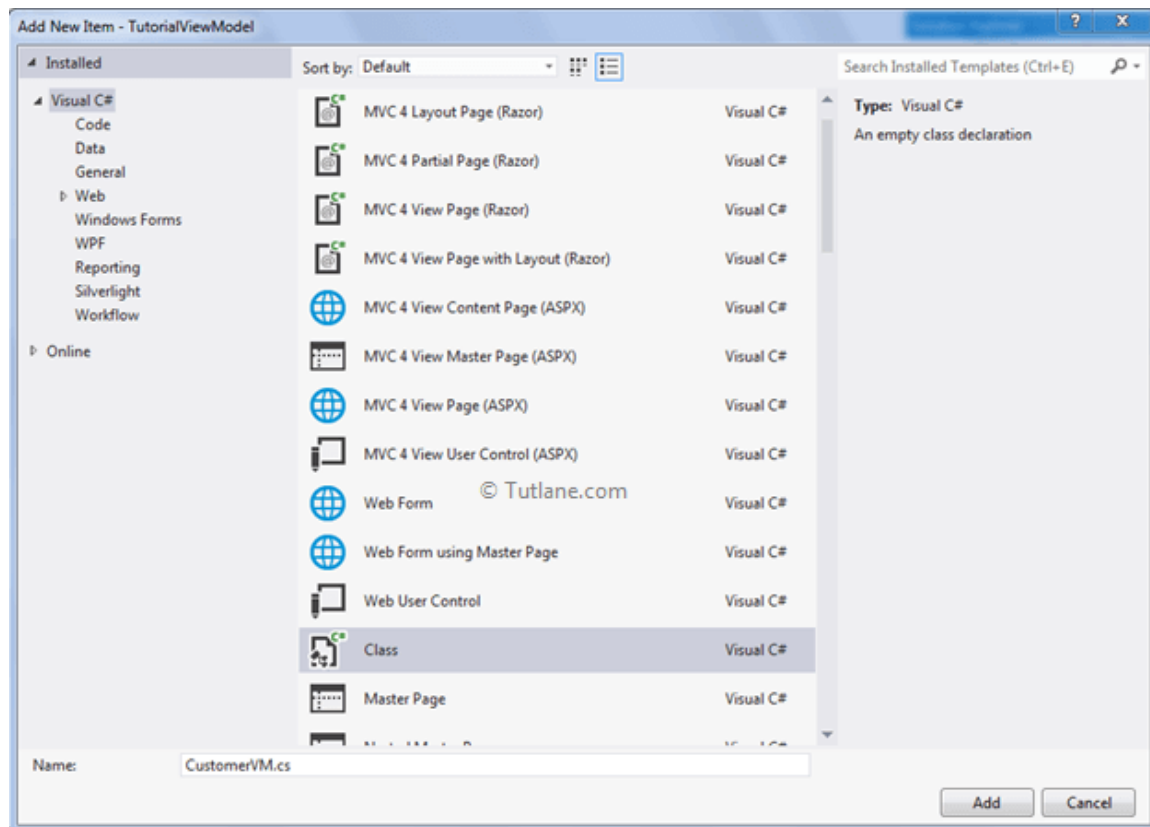 Add New Item - TutorialViewModel
? X
Installed
Sort by: Default
Search Installed Templates (Ctrl+E)
Visual C#
Code
Data
General
Web
Windows Forms
WPF
Reporting
Silverlight
Workflow
Online
MVC 4 Layout Page (Razor) Visual C#
MVC 4 Partial Page (Razor) Visual C#
MVC 4 View Page (Razor) Visual C#
MVC 4 View Page with Layout (Razor) Visual C#
MVC 4 View Content Page (ASPX) Visual C#
MVC 4 View Master Page (ASPX) Visual C#
MVC 4 View Page (ASPX) Visual C#
MVC 4 View User Control (ASPX) Visual C#
© Tutlane.com
Web Form Visual C#
Web Form using Master Page Visual C#
Web User Control Visual C#
Class Visual C#
Master Page Visual C#
Type: Visual C#
An empty class declaration
Name: CustomerVM.cs
Add Cancel